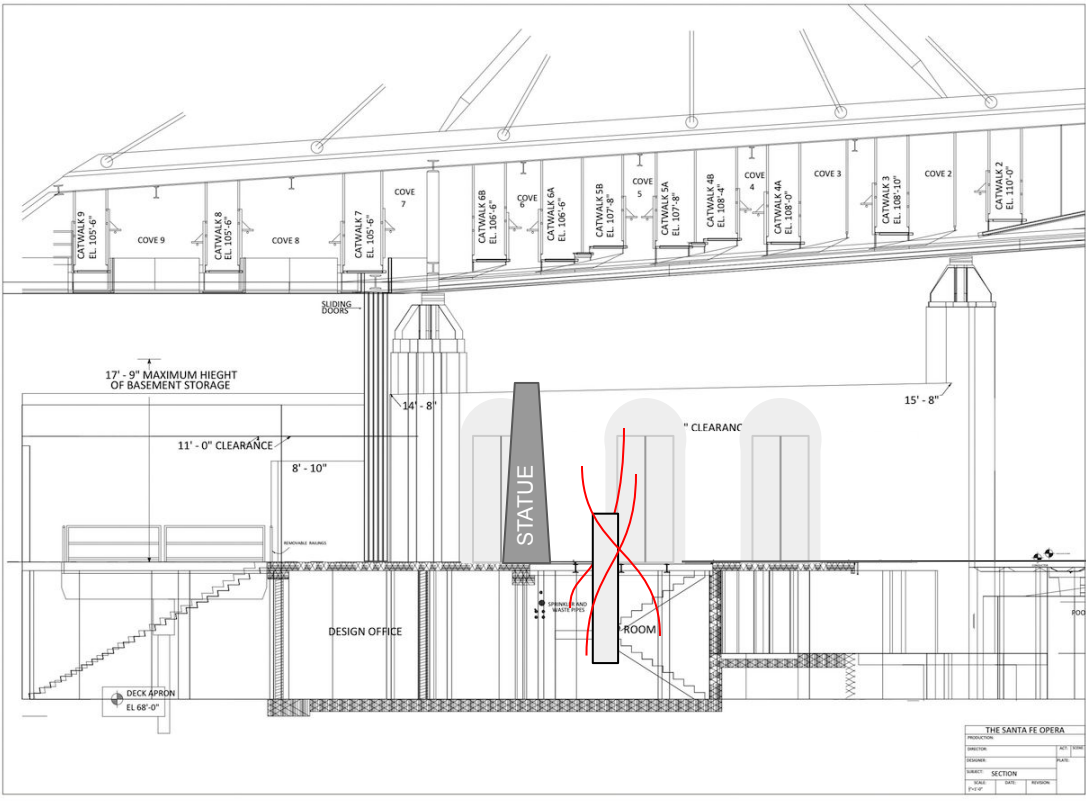 CATWALK 9
EL. 105'-6"
COVE 9
CATWALK 8
EL. 105'-6"
COVE 8
CATWALK 7
EL. 105'-6"
COVE
7
CATWALK 6B
EL. 106'-6"
COVE
6
CATWALK 6A
EL. 106'-6"
CATWALK 5B
EL. 107'-8"
COVE
5
CATWALK 5A
EL. 107'-8"
CATWALK 4B
EL. 108'-4"
COVE
4
CATWALK 4A
EL. 108'-0"
COVE 3
CATWALK 3
EL. 108'-10"
COVE 2
CATWALK 2
EL. 110'-0"
SLIDING
DOORS
17' - 9" MAXIMUM HIEGHT
OF BASEMENT STORAGE
14' - 8"
15' - 8"
" CLEARANC
11' - 0" CLEARANCE
8' - 10"
STATUE
REMOVABLE RAILINGS
SPRINKLER AND
WASTE PIPES
DESIGN OFFICE
ROOM
POO
DECK APRON
EL 68'-0"
THE SANTA FE OPERA
PRODUCTION:
DIRECTOR:
ACT:
DESIGNER:
PLATE:
SUBJECT: SECTION
SCALE:
DATE:
REVISION: